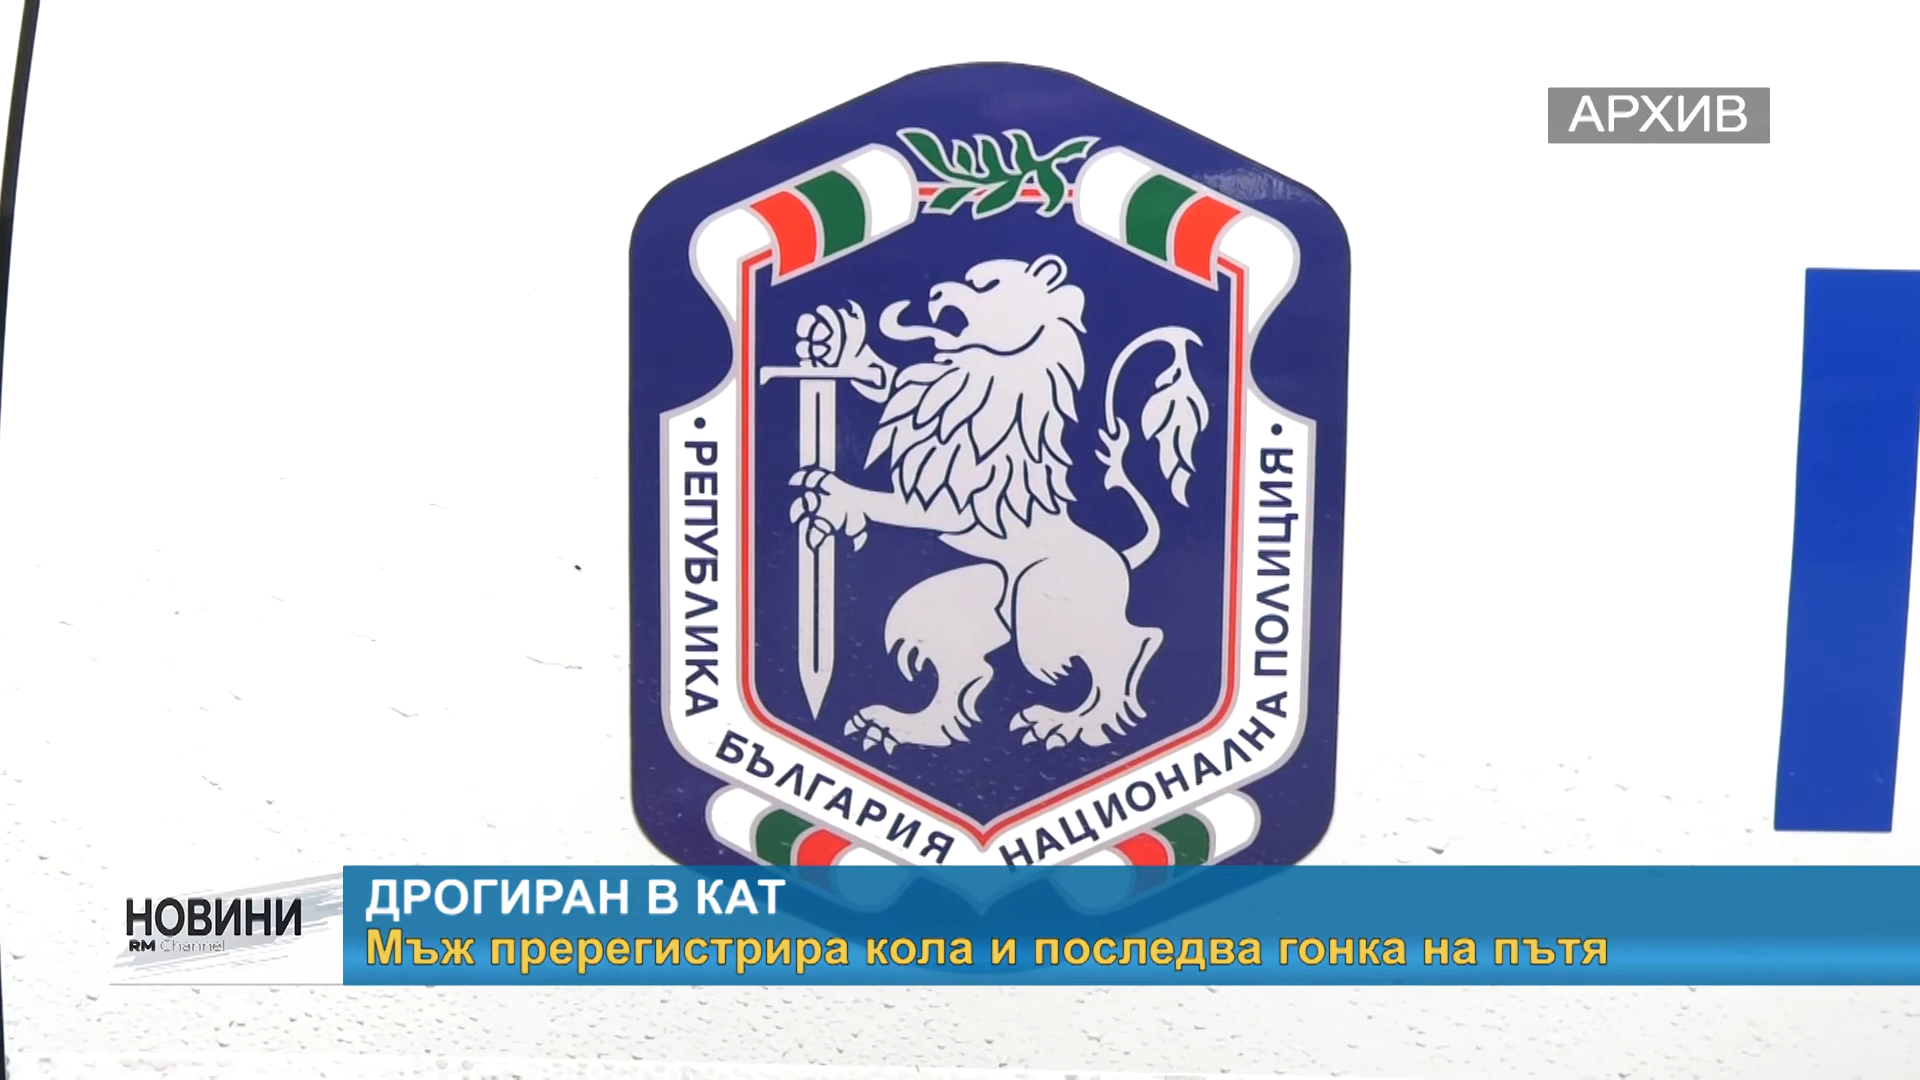 АРХИВ
• РЕПУБЛИКА БЪЛГАРИЯ
НАЦИОНАЛНА ПОЛИЦИЯ •
НОВИНИ
RM Channel
ДРОГИРАН В КАТ
Мъж пререгистрира кола и последва гонка на пътя